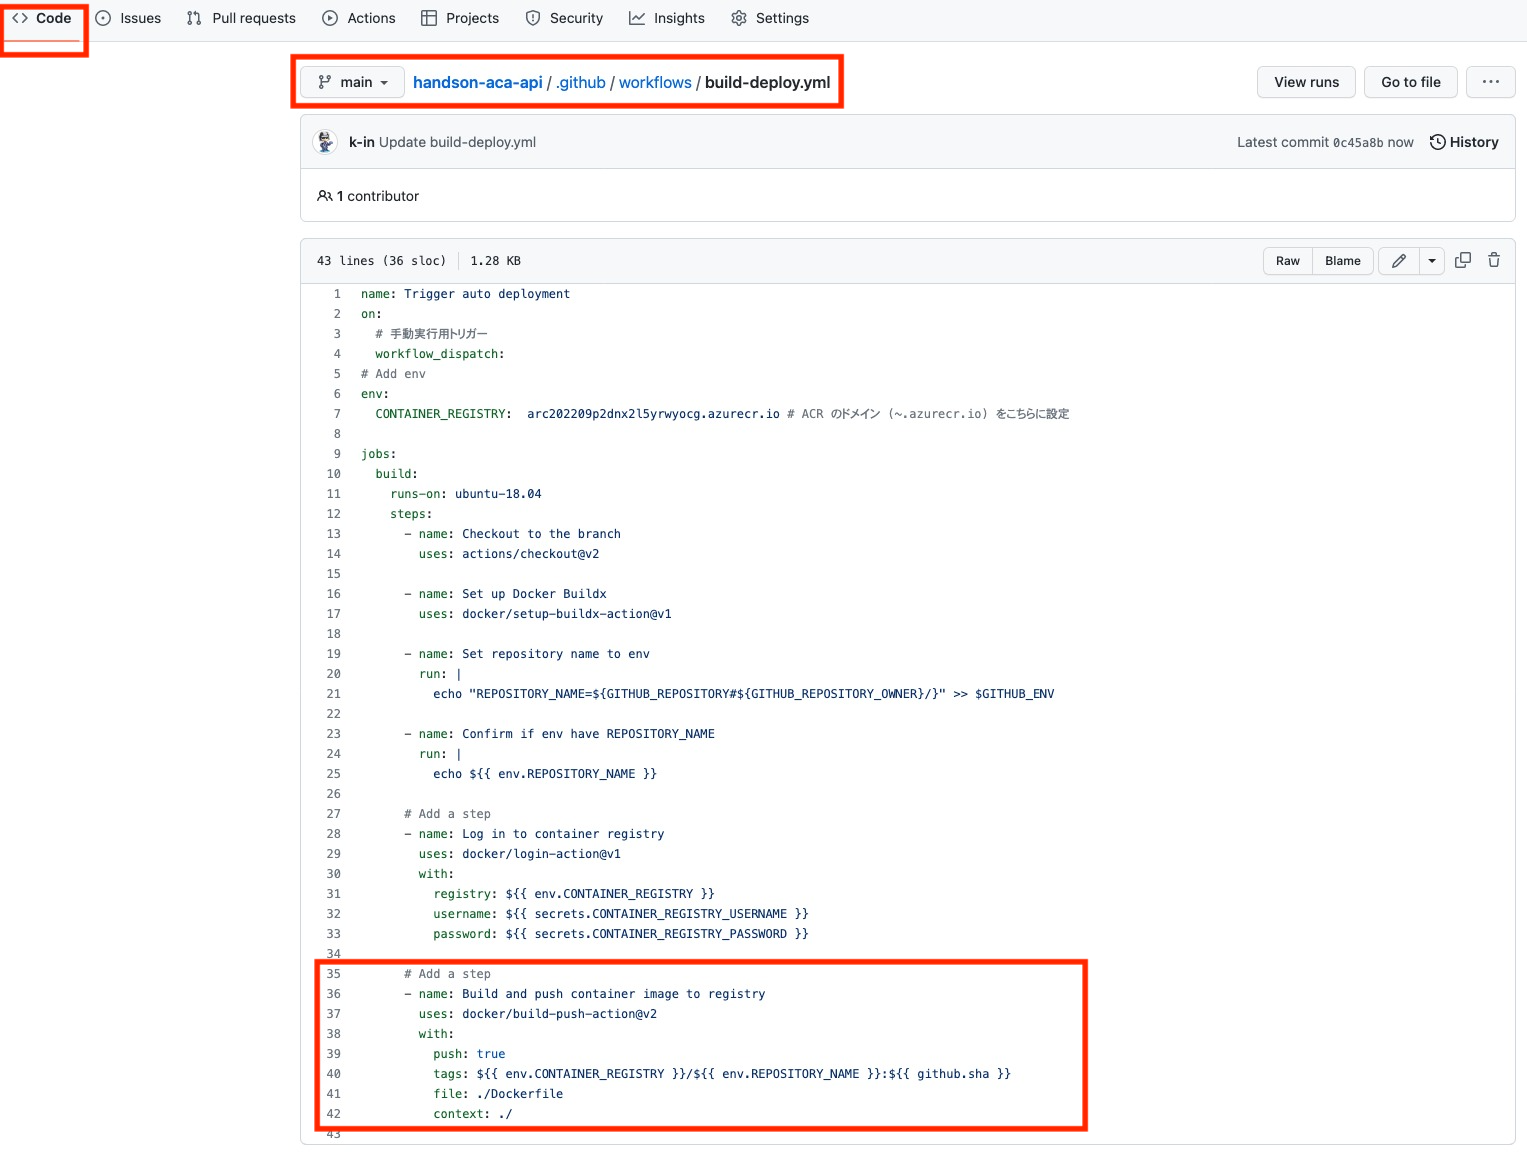 Code Issues Pull requests Actions Projects Security Insights Settings
main handson-aca-api / .github / workflows / build-deploy.yml View runs Go to file ...
k-in Update build-deploy.yml Latest commit 0c45a8b now History
1 contributor
43 lines (36 sloc) 1.28 KB Raw Blame
1 name: Trigger auto deployment
2 on:
3 # 手動実行用トリガー
4 workflow_dispatch:
5 # Add env
6 env:
7 CONTAINER_REGISTRY: arc202209p2dnx2l5yrwyocg.azurecr.io # ACR のドメイン (~.azurecr.io) をこちらに設定
8
9 jobs:
10 build:
11 runs-on: ubuntu-18.04
12 steps:
13 - name: Checkout to the branch
14 uses: actions/checkout@v2
15
16 - name: Set up Docker Buildx
17 uses: docker/setup-buildx-action@v1
18
19 - name: Set repository name to env
20 run: |
21 echo "REPOSITORY_NAME=${GITHUB_REPOSITORY#${GITHUB_REPOSITORY_OWNER}/}" >> $GITHUB_ENV
22
23 - name: Confirm if env have REPOSITORY_NAME
24 run: |
25 echo ${{ env.REPOSITORY_NAME }}
26
27 # Add a step
28 - name: Log in to container registry
29 uses: docker/login-action@v1
30 with:
31 registry: ${{ env.CONTAINER_REGISTRY }}
32 username: ${{ secrets.CONTAINER_REGISTRY_USERNAME }}
33 password: ${{ secrets.CONTAINER_REGISTRY_PASSWORD }}
34
35 # Add a step
36 - name: Build and push container image to registry
37 uses: docker/build-push-action@v2
38 with:
39 push: true
40 tags: ${{ env.CONTAINER_REGISTRY }}/${{ env.REPOSITORY_NAME }}:${{ github.sha }}
41 file: ./Dockerfile
42 context: ./
43